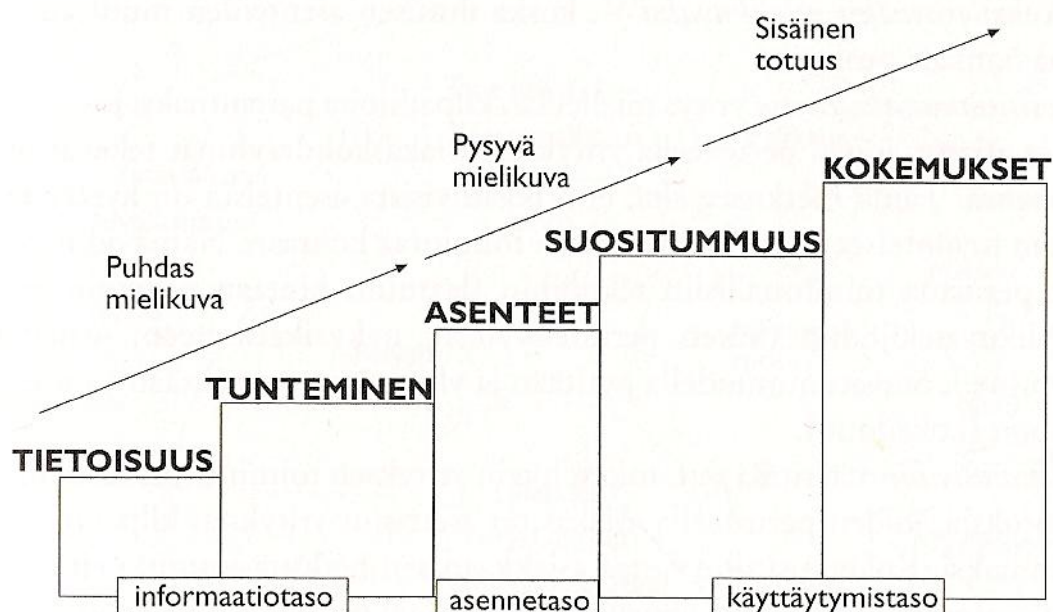 Sisäinen
totuus
Pysyvä
mielikuva
KOKEMUKSET
SUOSITUMMUUS
Puhdas
mielikuva
ASENTEET
TUNTEMINEN
TIETOISUUS
informaatiotaso
asennetaso
käyttäytymistaso